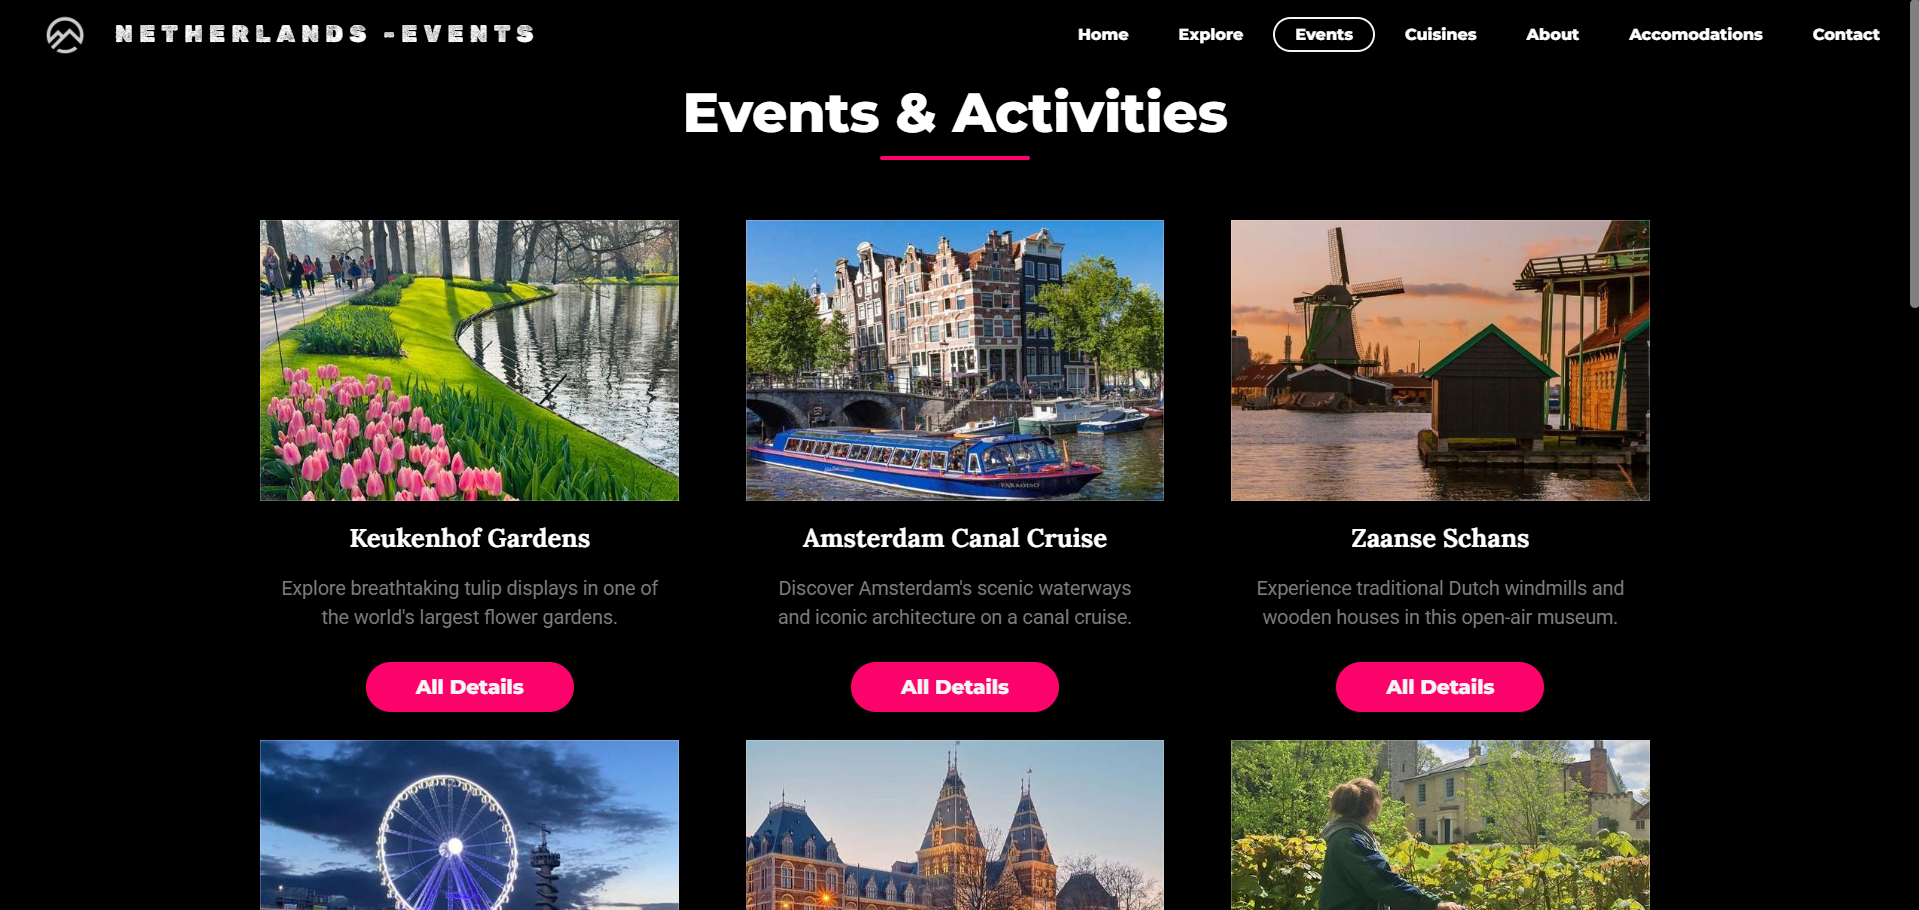 NETHERLANDS -EVENTS
Home Explore Events Cuisines About Accomodations Contact
Events & Activities
Keukenhof Gardens
Explore breathtaking tulip displays in one of
the world's largest flower gardens.
All Details
Amsterdam Canal Cruise
Discover Amsterdam's scenic waterways
and iconic architecture on a canal cruise.
All Details
Zaanse Schans
Experience traditional Dutch windmills and
wooden houses in this open-air museum.
All Details
PARADISO